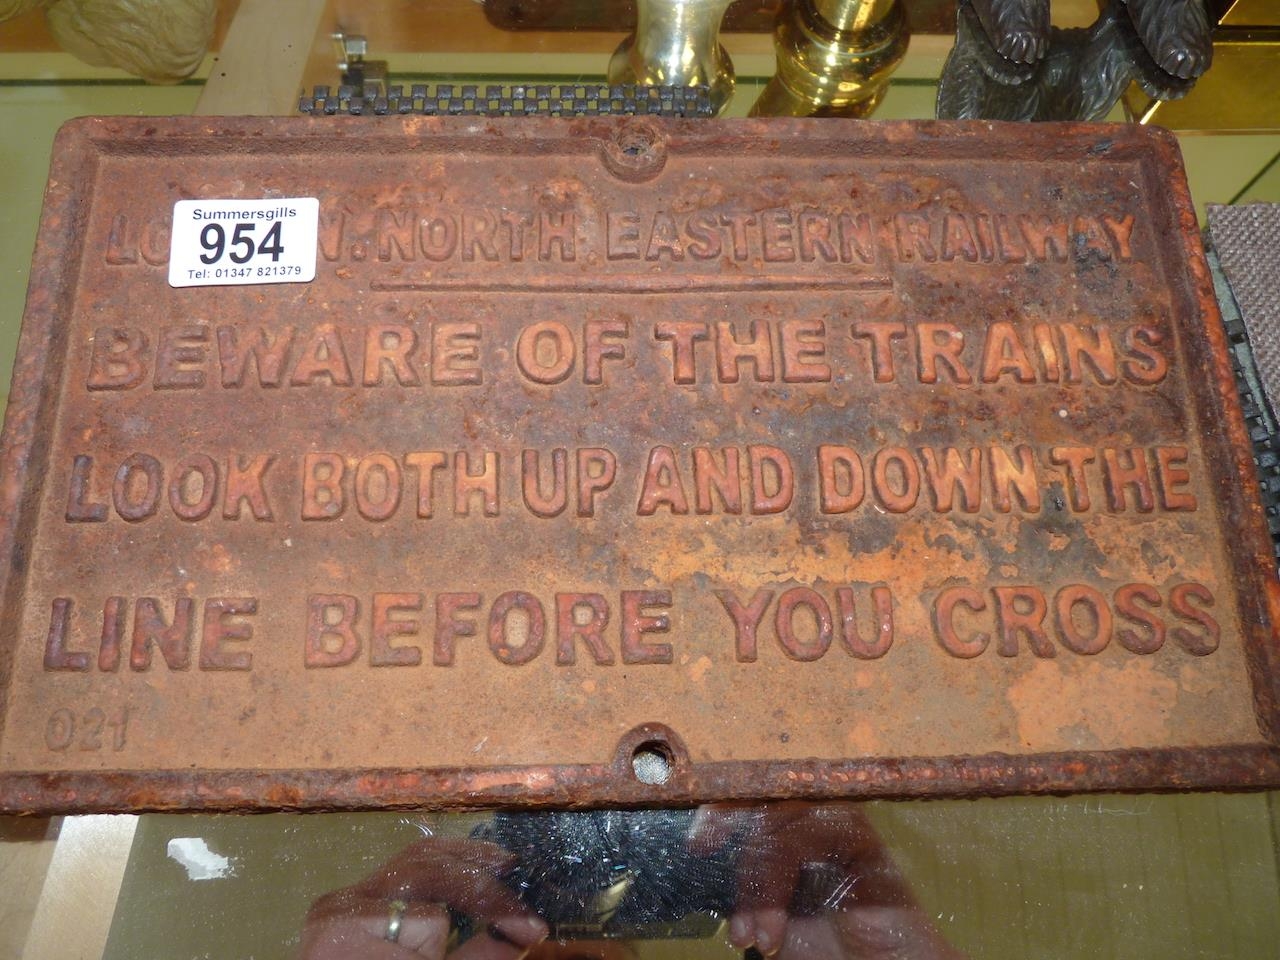 Summersgills
954
Tel: 01347 821379
LO N. NORTH EASTERN RAILWAY
BEWARE OF THE TRAINS
LOOK BOTH UP AND DOWN THE
LINE BEFORE YOU CROSS
021